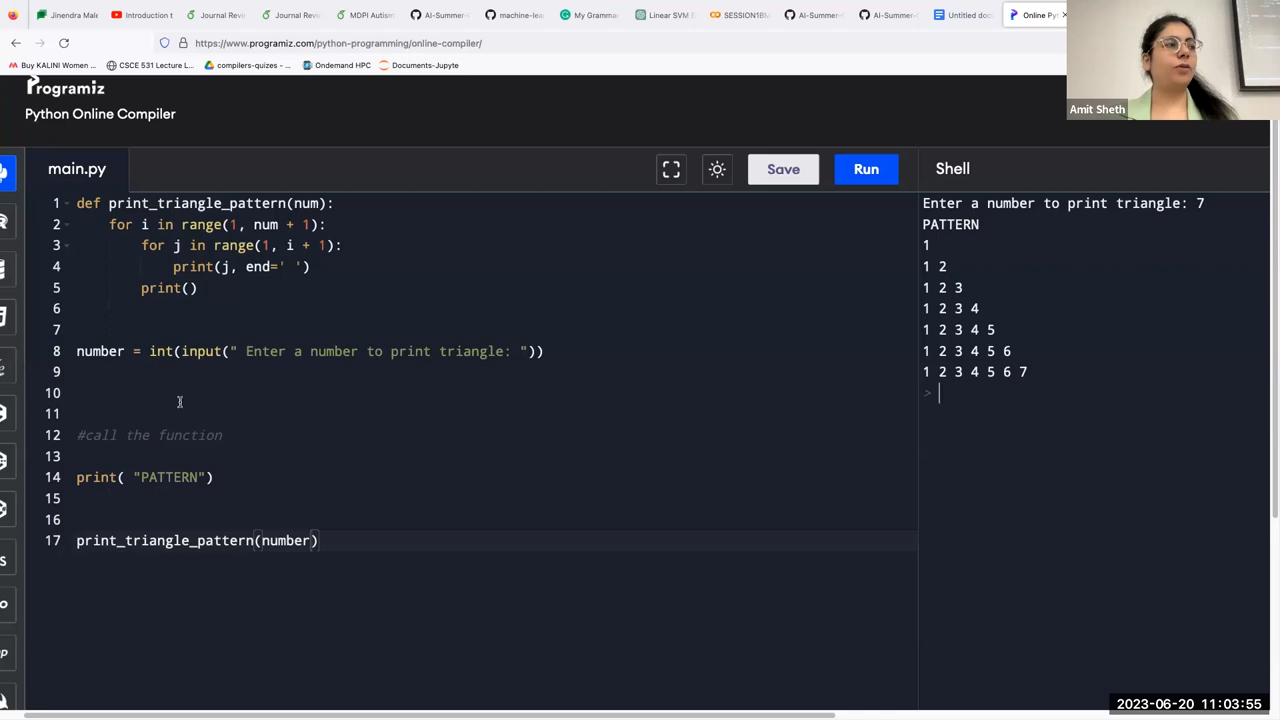 Jinendra Male
Introduction t
Journal Revi
Journal Revi
MDPI Autism
AI-Summer-
machine-lea
My Gramma
Linear SVM E
SESSION1BM
AI-Summer-
AI-Summer-
Untitled docu
Online Py
https://www.programiz.com/python-programming/online-compiler/
Buy KALINI Women ...
CSCE 531 Lecture L...
compilers-quizes - ...
Ondemand HPC
Documents-Jupyte
Amit Sheth
Programiz
Python Online Compiler
main.py
Save
Run
Shell
1 def print_triangle_pattern(num):
2 for i in range(1, num + 1):
3 for j in range(1, i + 1):
4 print(j, end=' ')
5 print()
6
7
8 number = int(input(" Enter a number to print triangle: "))
9
10
11
12 #call the function
13
14 print( "PATTERN")
15
16
17 print_triangle_pattern(number)
Enter a number to print triangle: 7
PATTERN
1
1 2
1 2 3
1 2 3 4
1 2 3 4 5
1 2 3 4 5 6
1 2 3 4 5 6 7
>
2023-06-20 11:03:55